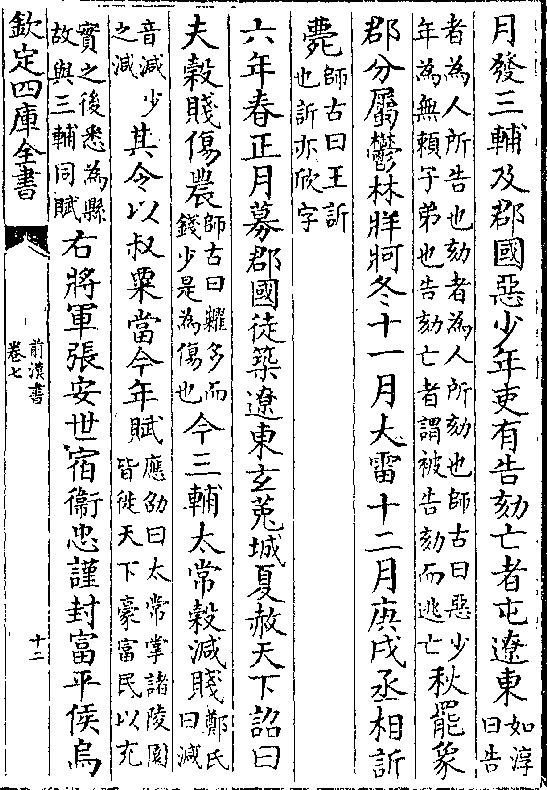 月發三輔及郡國惡少年吏有告劾亡者屯遼東如淳曰告
者為人所告也劾者為人所劾也師古曰惡少年為無賴子弟也告劾亡者謂被告劾而逃亡秋罷象
郡分屬鬱林牂牁冬十一月大雷十二月庚戌丞相訢
薨師古曰王訢也訢亦欣字
六年春正月募郡國徒築遼東玄菟城夏赦天下詔曰
夫穀賤傷農師古曰糶多而錢少是為傷也今三輔太常穀減賤鄭氏曰減
音減少之減其令以叔粟當今年賦應劭曰太常掌諸陵園皆徙天下豪富民以充
實之後悉為縣故與三輔同賦右將軍張安世宿衛忠謹封富平侯烏
欽定四庫全書
前漢書
卷七
十二